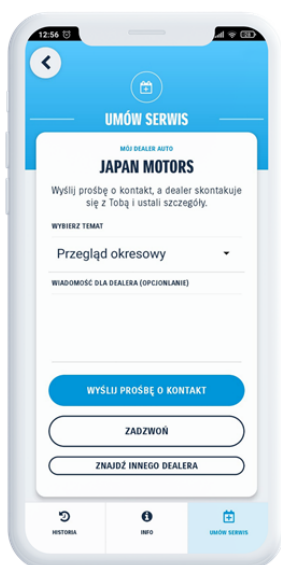 12:56
UMÓW SERWIS
MÓJ DEALER AUTO
JAPAN MOTORS
Wyślij prośbę o kontakt, a dealer skontakuje
się z Tobą i ustali szczegóły.
WYBIERZ TEMAT
Przegląd okresowy
WIADOMOŚĆ DLA DEALERA (OPCJONLANIE)
WYŚLIJ PROŚBĘ O KONTAKT
ZADZWOŃ
ZNAJDŹ INNEGO DEALERA
HISTORIA INFO UMÓW SERWIS